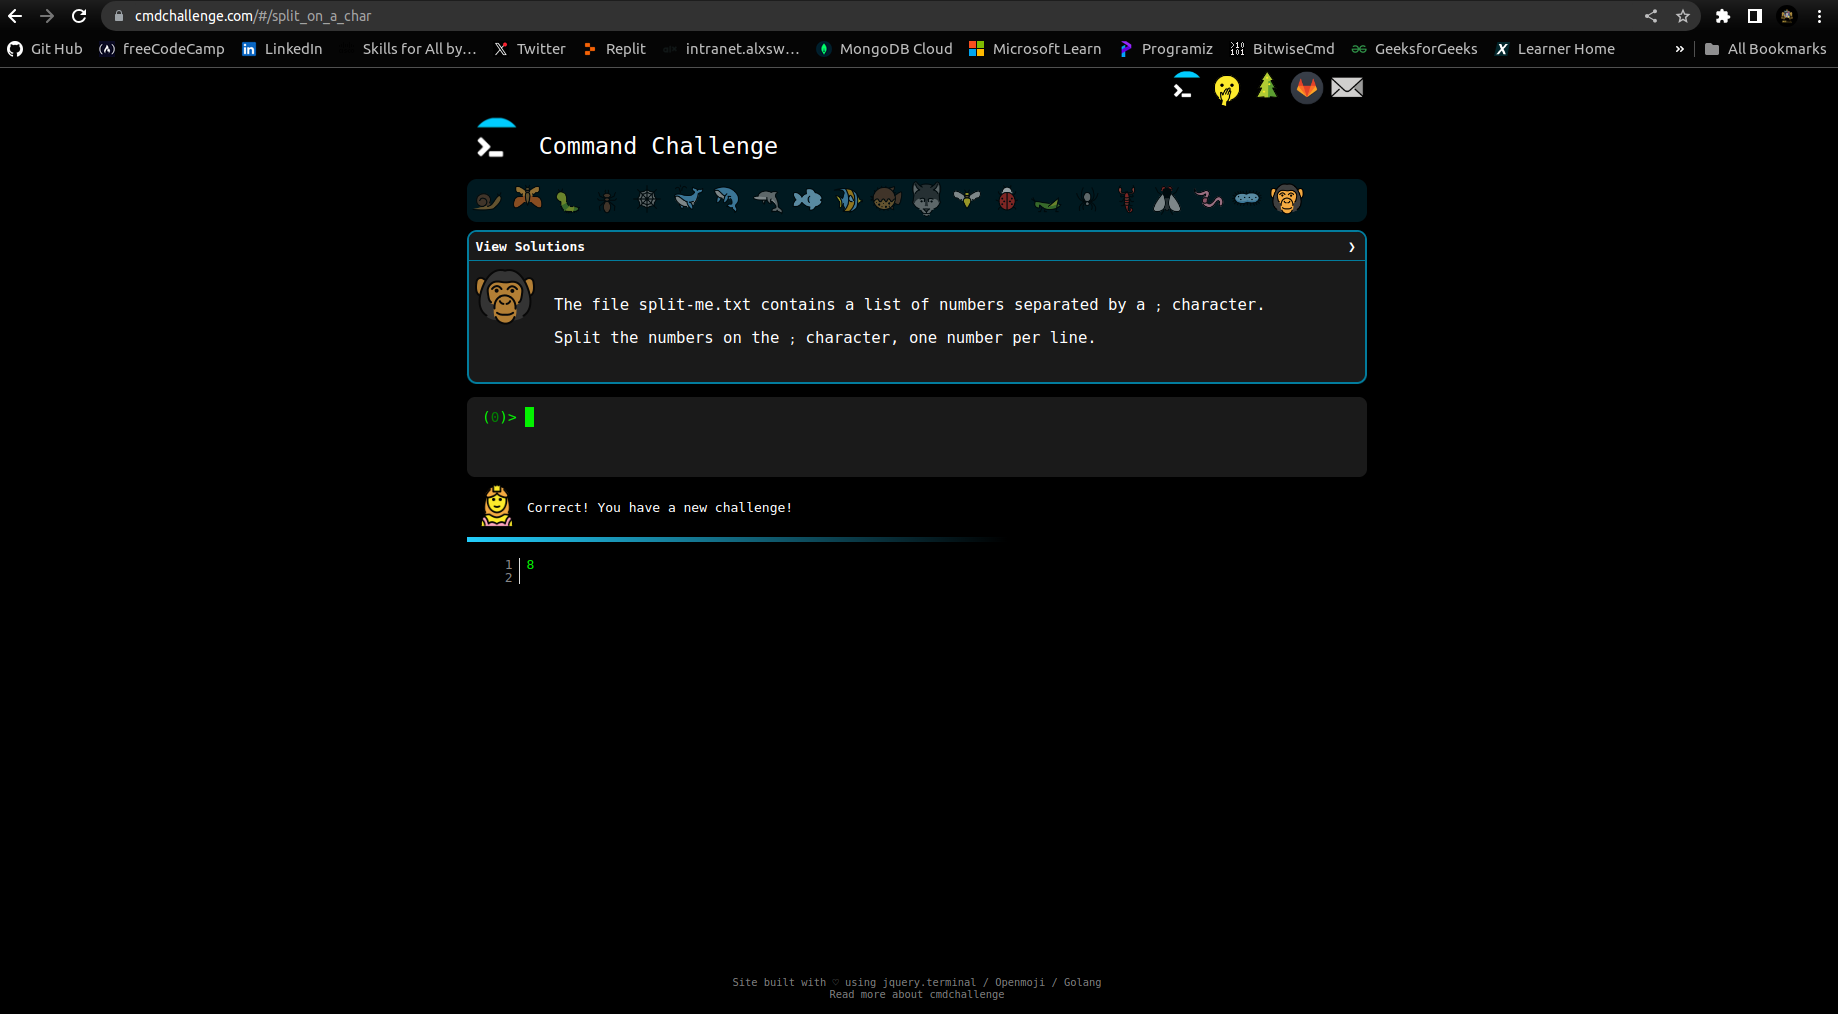 cmdchallenge.com/#/split_on_a_char
Git Hub freeCodeCamp LinkedIn Skills for All by... Twitter Replit intranet.alxsw... MongoDB Cloud Microsoft Learn Programiz BitwiseCmd GeeksforGeeks Learner Home » All Bookmarks
Command Challenge
View Solutions
The file split-me.txt contains a list of numbers separated by a ; character.
Split the numbers on the ; character, one number per line.
(0)>
Correct! You have a new challenge!
1 8
2
Site built with ♡ using jquery.terminal / Openmoji / Golang
Read more about cmdchallenge